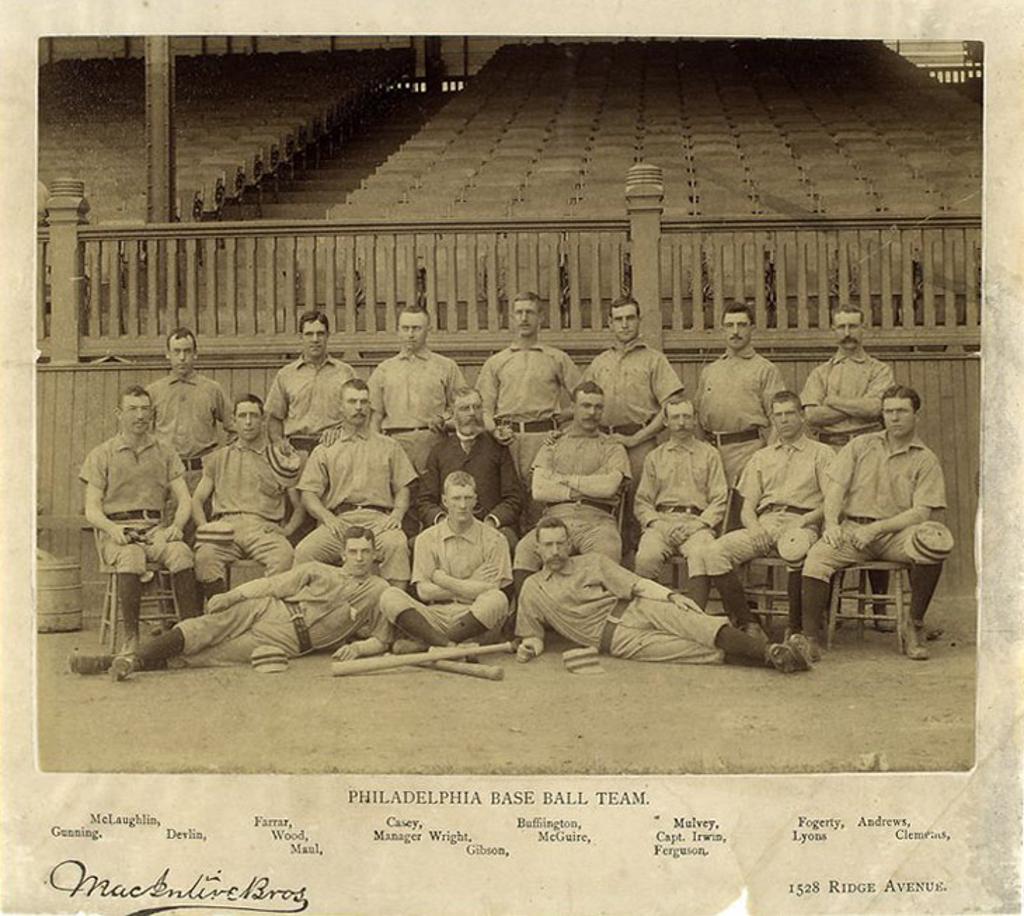 PHILADELPHIA BASE BALL TEAM.
McLaughlin, Farrar, Casey, Buffington, Mulvey, Fogerty, Andrews,
Gunning, Devlin, Wood, Manager Wright, McGuire, Capt. Irwin, Lyons Clements,
Maul, Gibson, Ferguson.
MacIntire Bros
1528 RIDGE AVENUE.